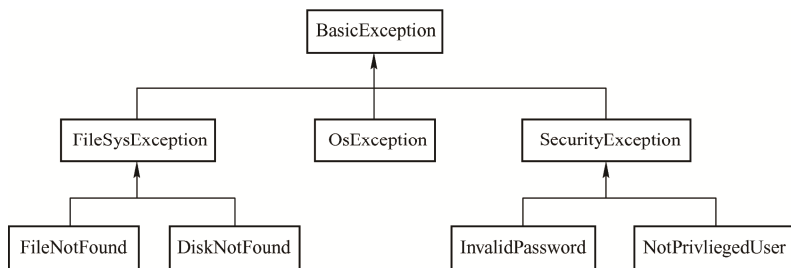 BasicException
FileSysException
OsException
SecurityException
FileNotFound
DiskNotFound
InvalidPassword
NotPrivliegedUser